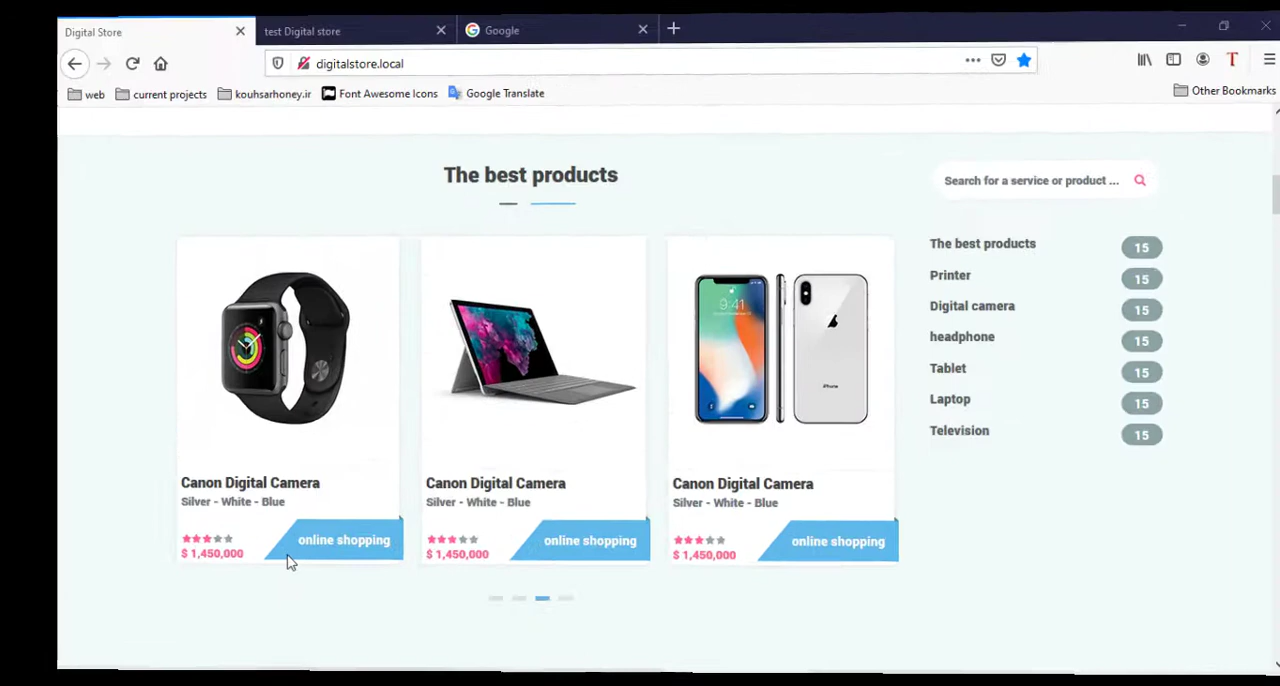 Digital Store
test Digital store
Google
digitalstore.local
web
current projects
kouhsarhoney.ir
Font Awesome Icons
Google Translate
Other Bookmarks
The best products
Search for a service or product ...
The best products 15
Printer 15
Digital camera 15
headphone 15
Tablet 15
Laptop 15
Television 15
9:41
iPhone
Canon Digital Camera
Silver - White - Blue
$ 1,450,000
online shopping
Canon Digital Camera
Silver - White - Blue
$ 1,450,000
online shopping
Canon Digital Camera
Silver - White - Blue
$ 1,450,000
online shopping